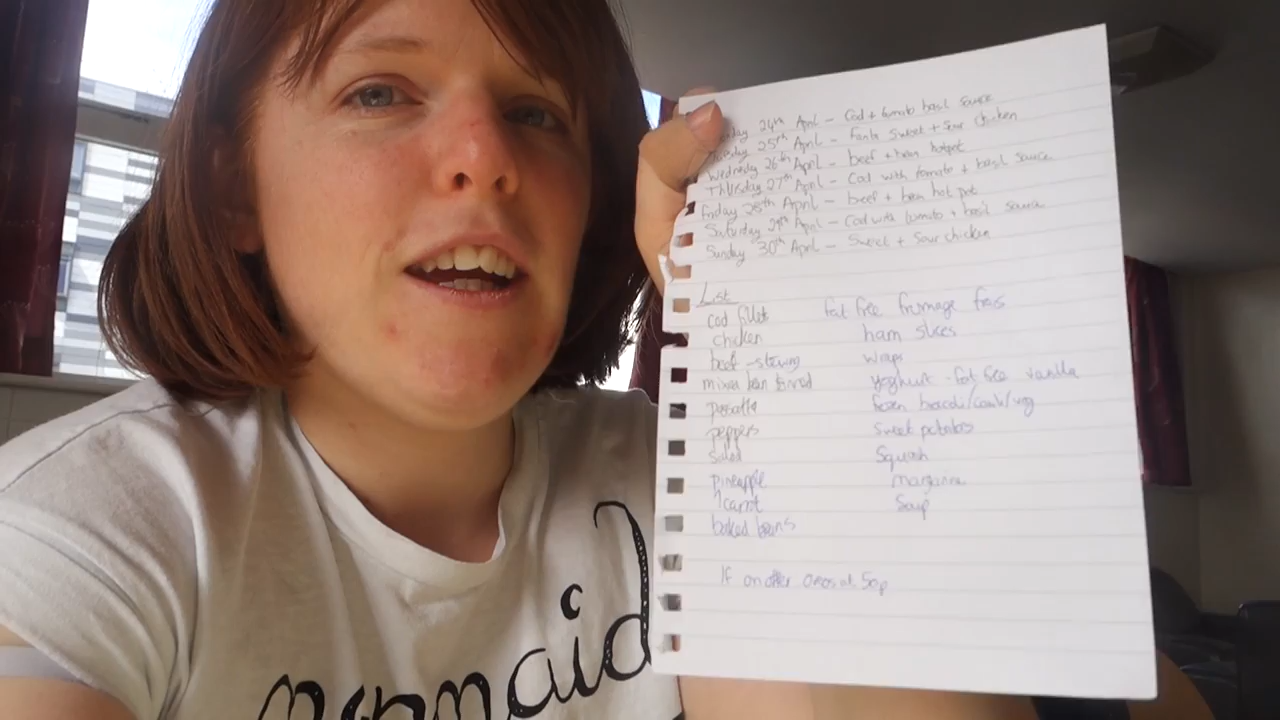 24th April - Cod + tomato basil sauce
25th April - Fanta Sweet + Sour chicken
Wednesday 26th April - beef + bean hotpot
Thursday 27th April - Cod with tomato + basil sauce
Friday 28th April - beef + bean hot pot
Saturday 29th April - Cod with tomato + basil sauce
Sunday 30th April - Sweet + Sour chicken
List
cod fillet
chicken
beef - stewing
mixed bean tinned
passatta
peppers
salad
pineapple
carrot
baked beans
fat free fromage frais
ham slices
wraps
yoghurt - fat free vanilla
frozen brocoli/cauli/veg
sweet potatos
Squash
margarine
Soup
If on offer at 50p
mermaid